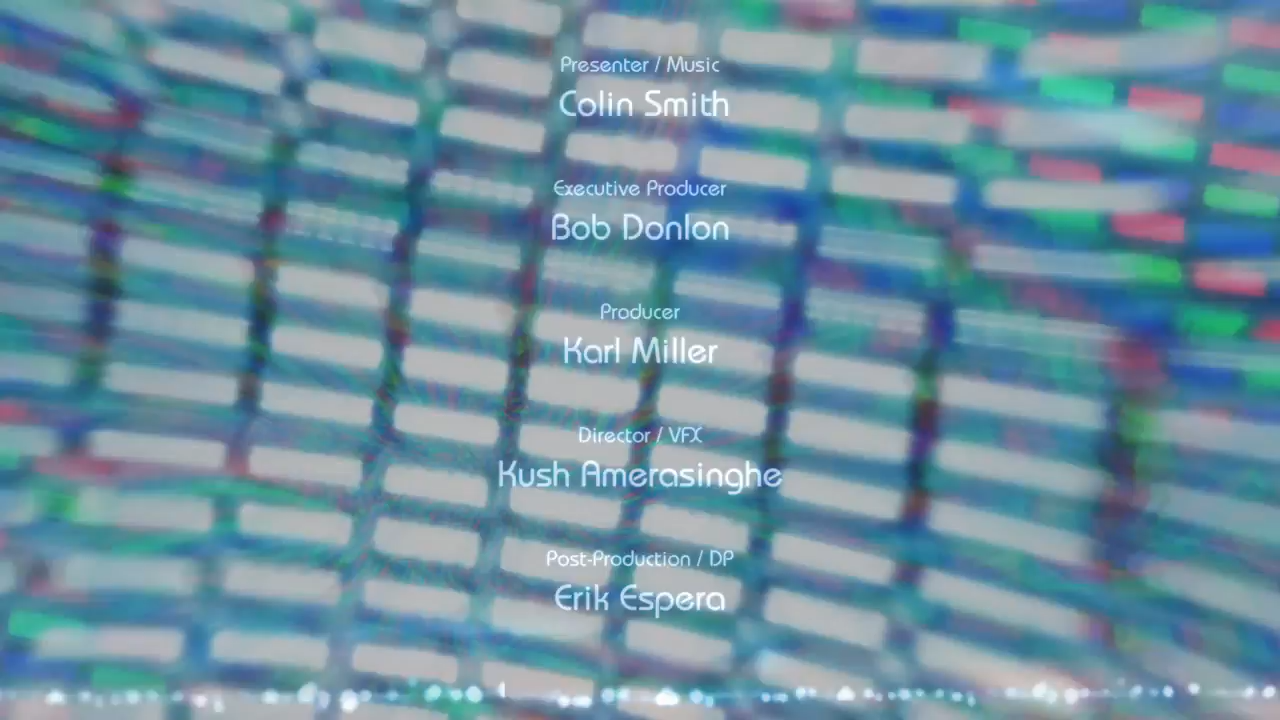 Presenter / Music
Colin Smith
Executive Producer
Bob Donlon
Producer
Karl Miller
Director / VFX
Kush Amerasinghe
Post-Production / DP
Erik Espera